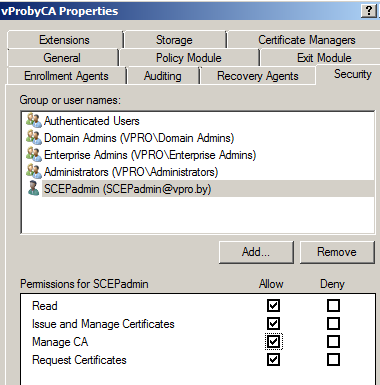 vProbyCA Properties
Extensions Storage Certificate Managers
General Policy Module Exit Module
Enrollment Agents Auditing Recovery Agents Security
Group or user names:
Authenticated Users
Domain Admins (VPRO\Domain Admins)
Enterprise Admins (VPRO\Enterprise Admins)
Administrators (VPRO\Administrators)
SCEPadmin (SCEPadmin@vpro.by)
Add... Remove
Permissions for SCEPadmin Allow Deny
Read
Issue and Manage Certificates
Manage CA
Request Certificates